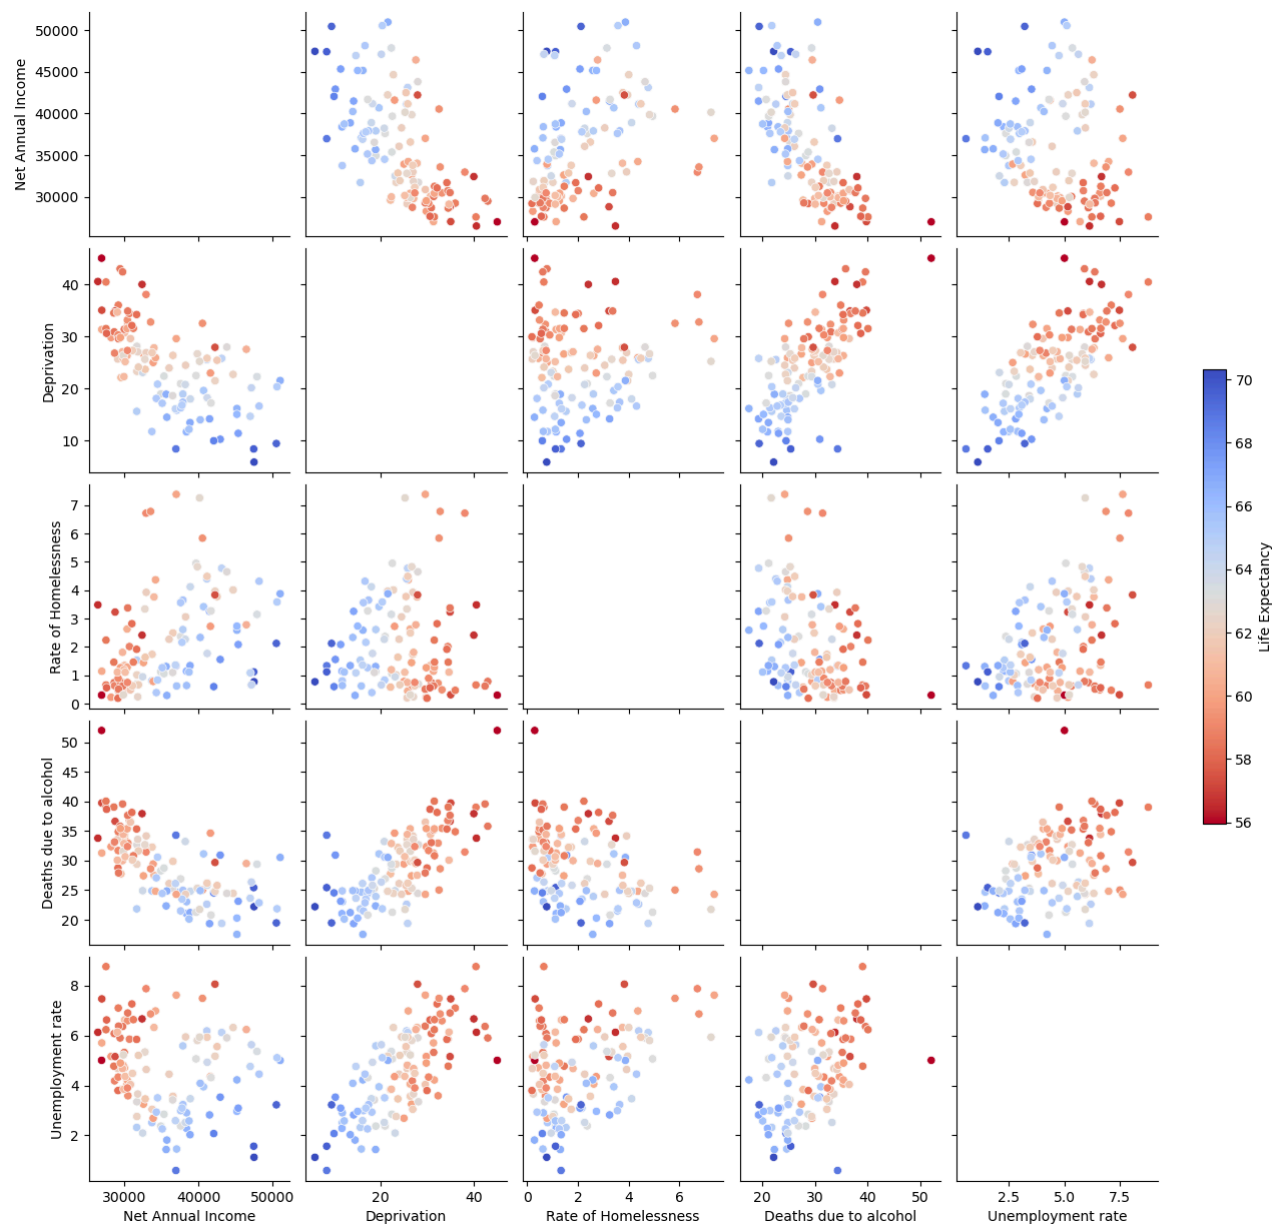 50000
45000
40000
35000
30000
Net Annual Income
40
30
20
10
Deprivation
7
6
5
4
3
2
1
0
Rate of Homelessness
50
45
40
35
30
25
20
Deaths due to alcohol
8
6
4
2
Unemployment rate
30000 40000 50000
Net Annual Income
20 40
Deprivation
0 2 4 6
Rate of Homelessness
20 30 40 50
Deaths due to alcohol
2.5 5.0 7.5
Unemployment rate
70
68
66
64
62
60
58
56
Life Expectancy